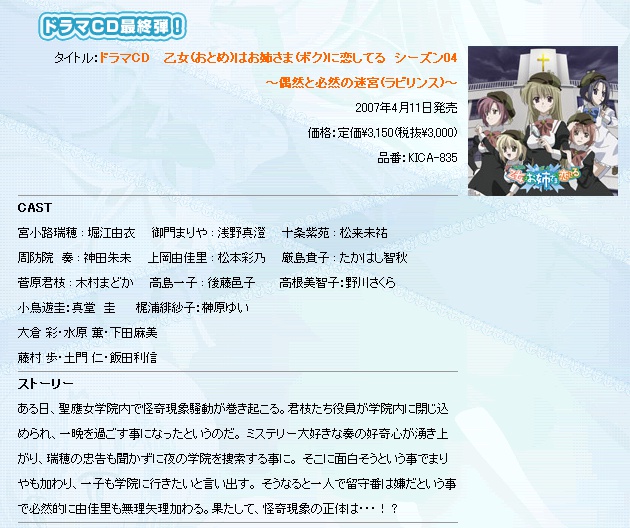 ドラマCD最終弾!
タイトル:ドラマCD 乙女(おとめ)はお姉さま(ボク)に恋してる シーズン04
~偶然と必然の迷宮(ラビリンス)~
2007年4月11日発売
価格:定価¥3,150(税抜¥3,000)
品番:KICA-835
CAST
宮小路瑞穂:堀江由衣 御門まりや:浅野真澄 十条紫苑:松来未祐
周防院 奏:神田朱未 上岡由佳里:松本彩乃 厳島貴子:たかはし智秋
菅原君枝:木村まどか 高島一子:後藤邑子 高根美智子:野川さくら
小鳥遊圭:真堂 圭 梶浦緋紗子:榊原ゆい
大倉 彩・水原 薫・下田麻美
藤村 歩・土門 仁・飯田利信
ストーリー
ある日、聖應女学院内で怪奇現象騒動が巻き起こる。君枝たち役員が学院内に閉じ込
められ、一晩を過ごす事になったというのだ。ミステリー大好きな奏の好奇心が湧き上
がり、瑞穂の忠告も聞かずに夜の学院を捜索する事に。そこに面白そうという事でまり
やも加わり、一子も学院に行きたいと言い出す。そうなると一人で留守番は嫌だという事
で必然的に由佳里も無理矢理加わる。果たして、怪奇現象の正体は・・・!?